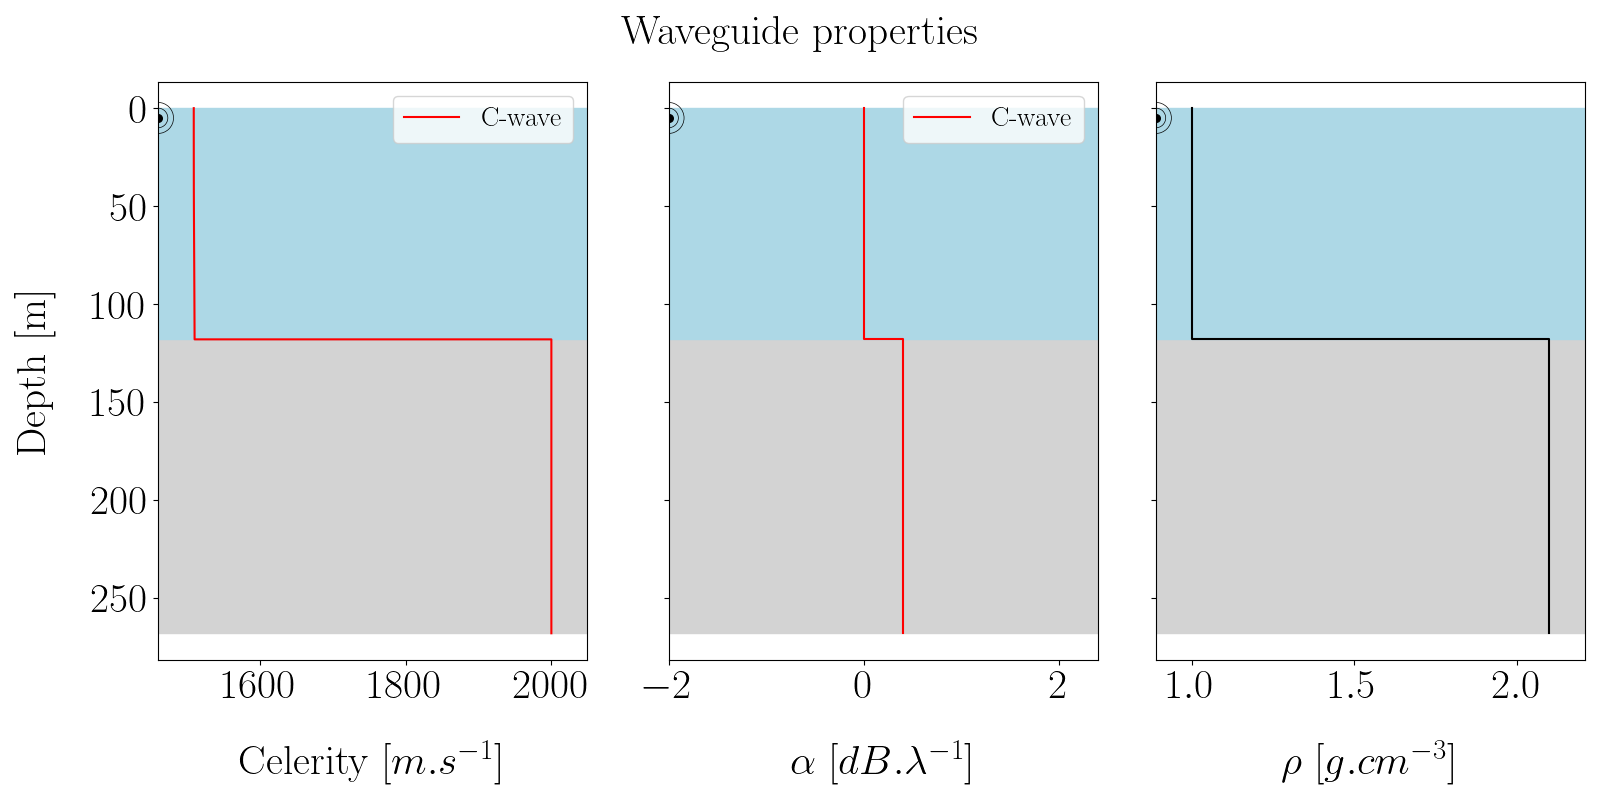 Waveguide properties
C-wave
C-wave
0
50
100
150
200
250
Depth [m]
1600 1800 2000
−2 0 2
1.0 1.5 2.0
Celerity [m.s⁻¹]
α [dB.λ⁻¹]
ρ [g.cm⁻³]